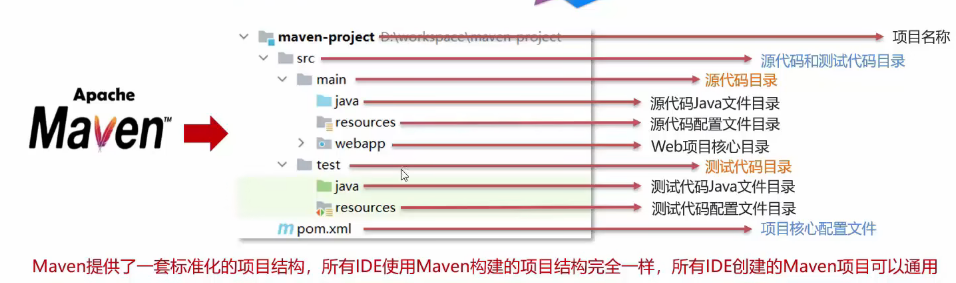 maven-project D:\workspace\maven-project 项目名称
src 源代码和测试代码目录
main 源代码目录
Apache
Maven™
java 源代码Java文件目录
resources 源代码配置文件目录
webapp Web项目核心目录
test 测试代码目录
java 测试代码Java文件目录
resources 测试代码配置文件目录
pom.xml 项目核心配置文件
Maven提供了一套标准化的项目结构，所有IDE使用Maven构建的项目结构完全一样，所有IDE创建的Maven项目可以通用